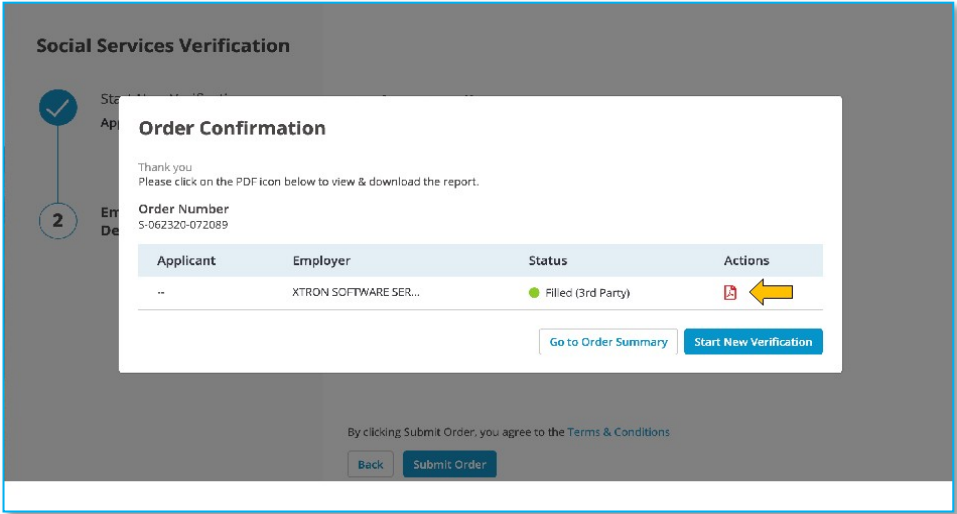 Social Services Verification
Order Confirmation
Thank you
Please click on the PDF icon below to view & download the report.
Order Number
S-062320-072089
Applicant Employer Status Actions
-- XTRON SOFTWARE SER... Filled (3rd Party)
Go to Order Summary Start New Verification
2
By clicking Submit Order, you agree to the Terms & Conditions
Back Submit Order